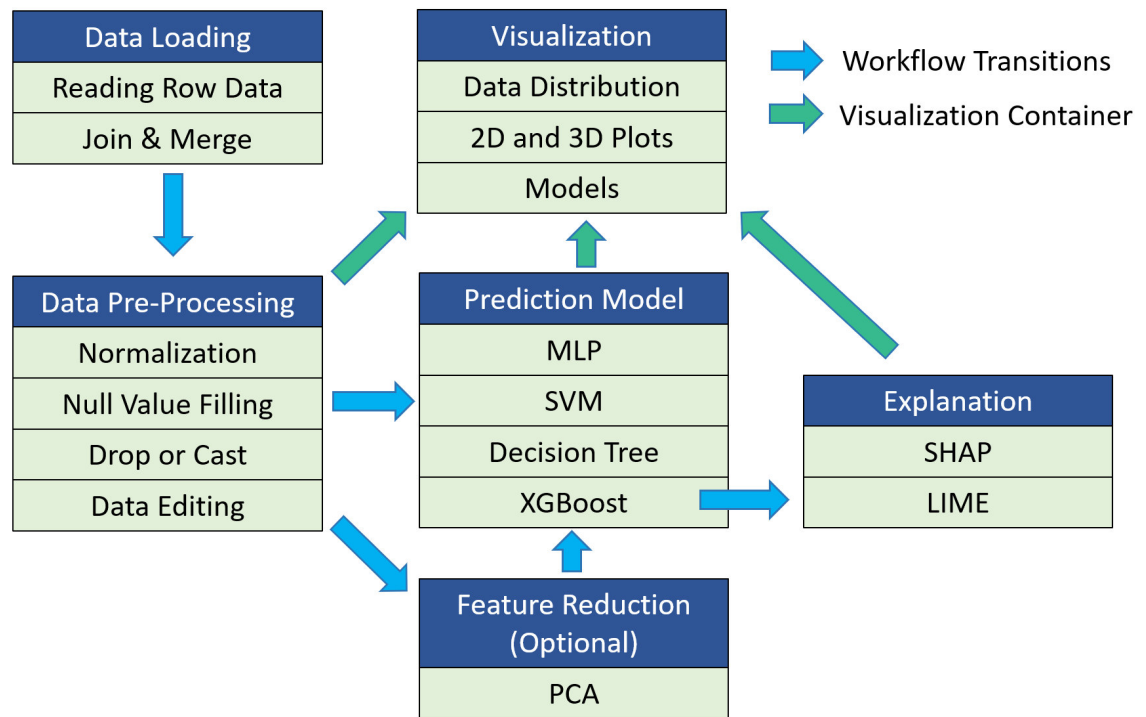 Data Loading
Reading Row Data
Join & Merge
Visualization
Data Distribution
2D and 3D Plots
Models
Workflow Transitions
Visualization Container
Data Pre-Processing
Normalization
Null Value Filling
Drop or Cast
Data Editing
Prediction Model
MLP
SVM
Decision Tree
XGBoost
Explanation
SHAP
LIME
Feature Reduction
(Optional)
PCA